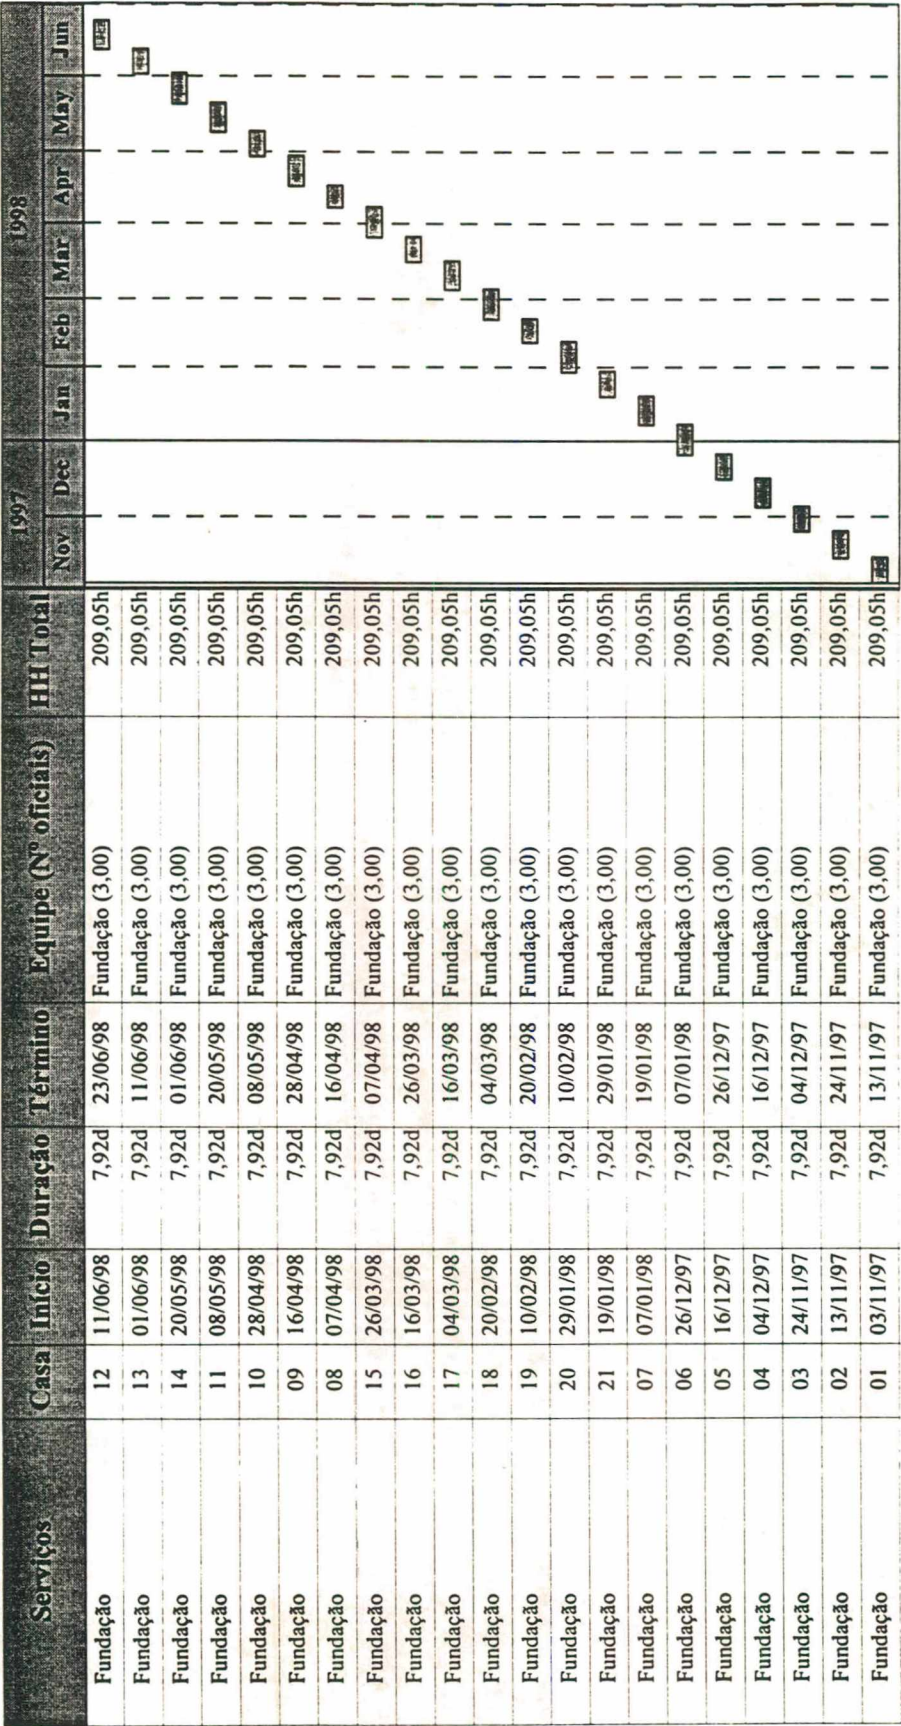 Serviços Casa Início Duração Término Equipe (Nº oficiais) HH Total 1997 1998
Nov Dec Jan Feb Mar Apr May Jun
Fundação 12 11/06/98 7,92d 23/06/98 Fundação (3,00) 209,05h
Fundação 13 01/06/98 7,92d 11/06/98 Fundação (3,00) 209,05h
Fundação 14 20/05/98 7,92d 01/06/98 Fundação (3,00) 209,05h
Fundação 11 08/05/98 7,92d 20/05/98 Fundação (3,00) 209,05h
Fundação 10 28/04/98 7,92d 08/05/98 Fundação (3,00) 209,05h
Fundação 09 16/04/98 7,92d 28/04/98 Fundação (3,00) 209,05h
Fundação 08 07/04/98 7,92d 16/04/98 Fundação (3,00) 209,05h
Fundação 15 26/03/98 7,92d 07/04/98 Fundação (3,00) 209,05h
Fundação 16 16/03/98 7,92d 26/03/98 Fundação (3,00) 209,05h
Fundação 17 04/03/98 7,92d 16/03/98 Fundação (3,00) 209,05h
Fundação 18 20/02/98 7,92d 04/03/98 Fundação (3,00) 209,05h
Fundação 19 10/02/98 7,92d 20/02/98 Fundação (3,00) 209,05h
Fundação 20 29/01/98 7,92d 10/02/98 Fundação (3,00) 209,05h
Fundação 21 19/01/98 7,92d 29/01/98 Fundação (3,00) 209,05h
Fundação 07 07/01/98 7,92d 19/01/98 Fundação (3,00) 209,05h
Fundação 06 26/12/97 7,92d 07/01/98 Fundação (3,00) 209,05h
Fundação 05 16/12/97 7,92d 26/12/97 Fundação (3,00) 209,05h
Fundação 04 04/12/97 7,92d 16/12/97 Fundação (3,00) 209,05h
Fundação 03 24/11/97 7,92d 04/12/97 Fundação (3,00) 209,05h
Fundação 02 13/11/97 7,92d 24/11/97 Fundação (3,00) 209,05h
Fundação 01 03/11/97 7,92d 13/11/97 Fundação (3,00) 209,05h